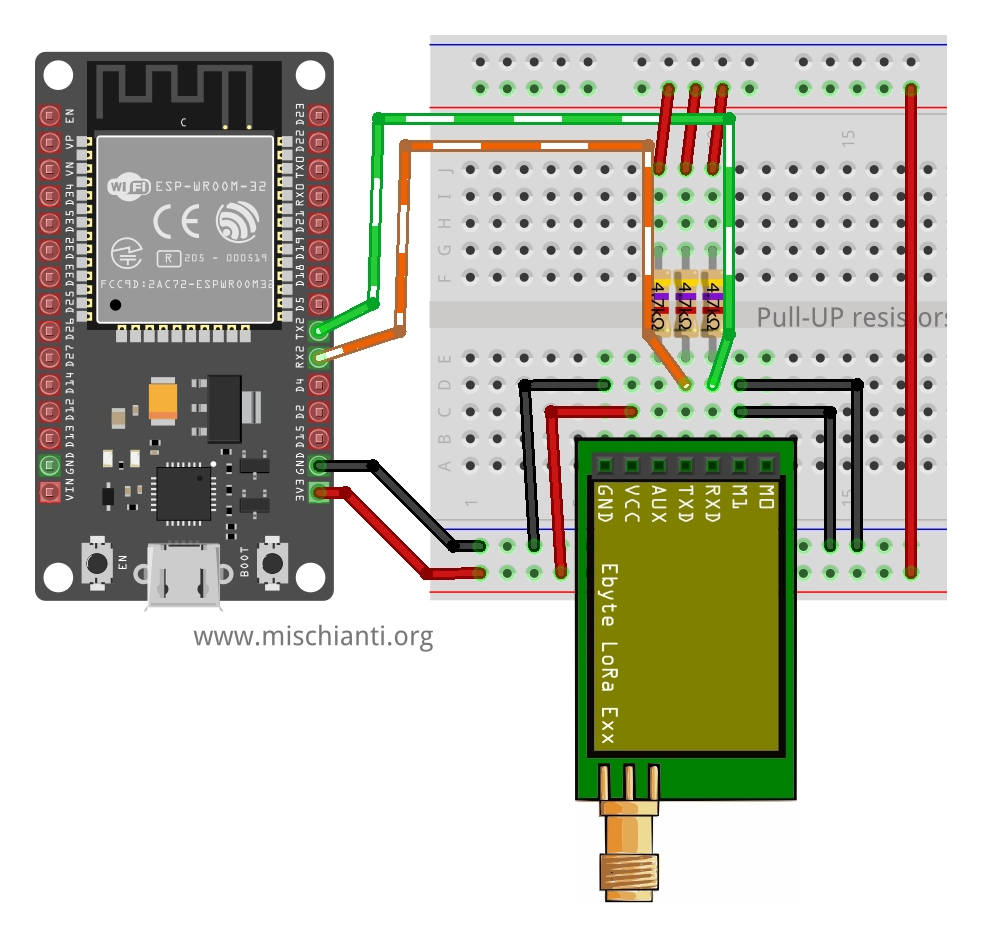 EN
VP
VN
D34
D35
D32
D33
D25
D26
D27
D14
D12
D13
GND
VIN
D23
D22
TX0
RX0
D21
D19
D18
D5
TX2
RX2
D4
D2
D15
GND
3V3
C
Wi Fi ESP-WROOM-32
CE
R 205 - 000519
FCC9D:2AC72-ESPWROOM32
EN
BOOT
15
J
I
H
G
F
4.7kΩ 4.7kΩ 4.7kΩ
Pull-UP resistors
E
D
C
B
A
1
15
GND
VCC
AUX
TXD
RXD
M1
M0
Ebyte LoRa Exx
www.mischianti.org